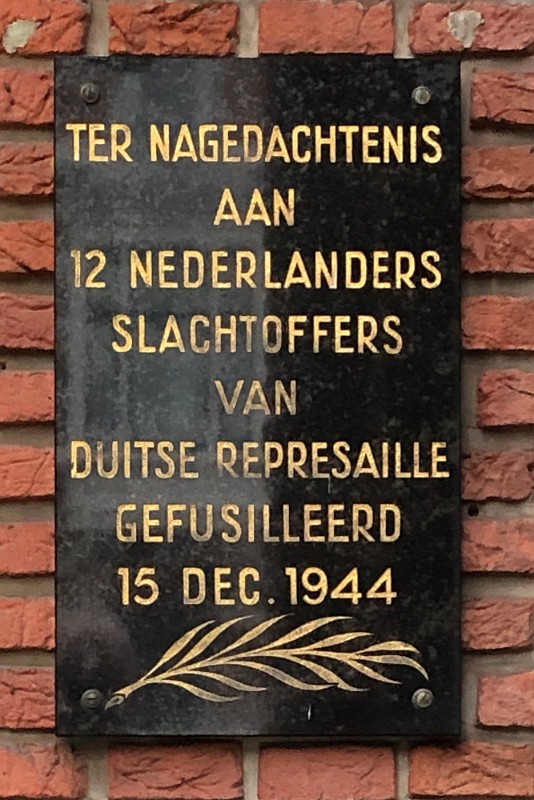 TER NAGEDACHTENIS
AAN
12 NEDERLANDERS
SLACHTOFFERS
VAN
DUITSE REPRESAILLE
GEFUSILLEERD
15 DEC. 1944